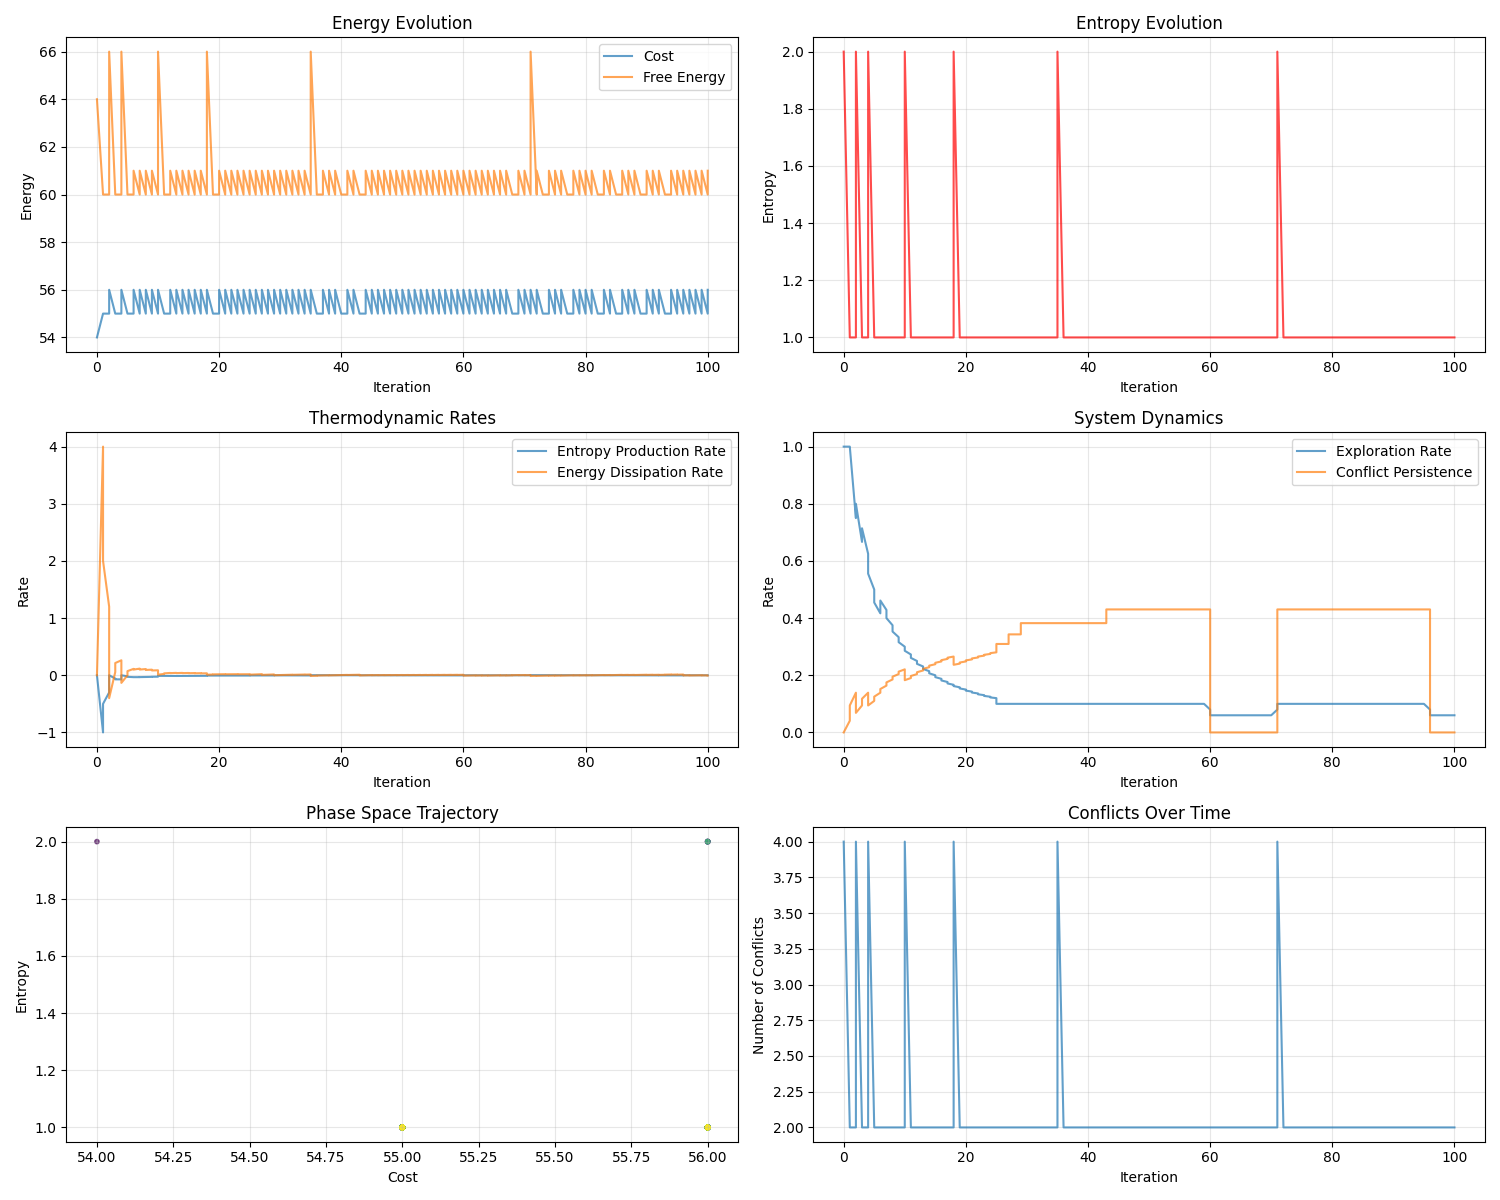 Energy Evolution
Energy
66
64
62
60
58
56
54
Cost
Free Energy
0 20 40 60 80 100
Iteration
Entropy Evolution
Entropy
2.0
1.8
1.6
1.4
1.2
1.0
0 20 40 60 80 100
Iteration
Thermodynamic Rates
Rate
4
3
2
1
0
−1
Entropy Production Rate
Energy Dissipation Rate
0 20 40 60 80 100
Iteration
System Dynamics
Rate
1.0
0.8
0.6
0.4
0.2
0.0
Exploration Rate
Conflict Persistence
0 20 40 60 80 100
Iteration
Phase Space Trajectory
Entropy
2.0
1.8
1.6
1.4
1.2
1.0
54.00 54.25 54.50 54.75 55.00 55.25 55.50 55.75 56.00
Cost
Conflicts Over Time
Number of Conflicts
4.00
3.75
3.50
3.25
3.00
2.75
2.50
2.25
2.00
0 20 40 60 80 100
Iteration